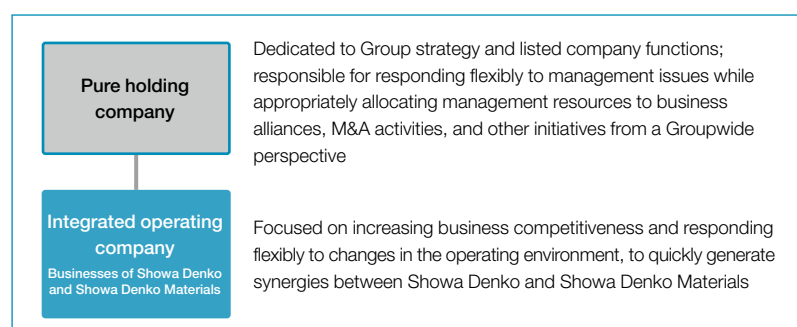 Pure holding
company
Dedicated to Group strategy and listed company functions;
responsible for responding flexibly to management issues while
appropriately allocating management resources to business
alliances, M&A activities, and other initiatives from a Groupwide
perspective
Integrated operating
company
Businesses of Showa Denko
and Showa Denko Materials
Focused on increasing business competitiveness and responding
flexibly to changes in the operating environment, to quickly generate
synergies between Showa Denko and Showa Denko Materials